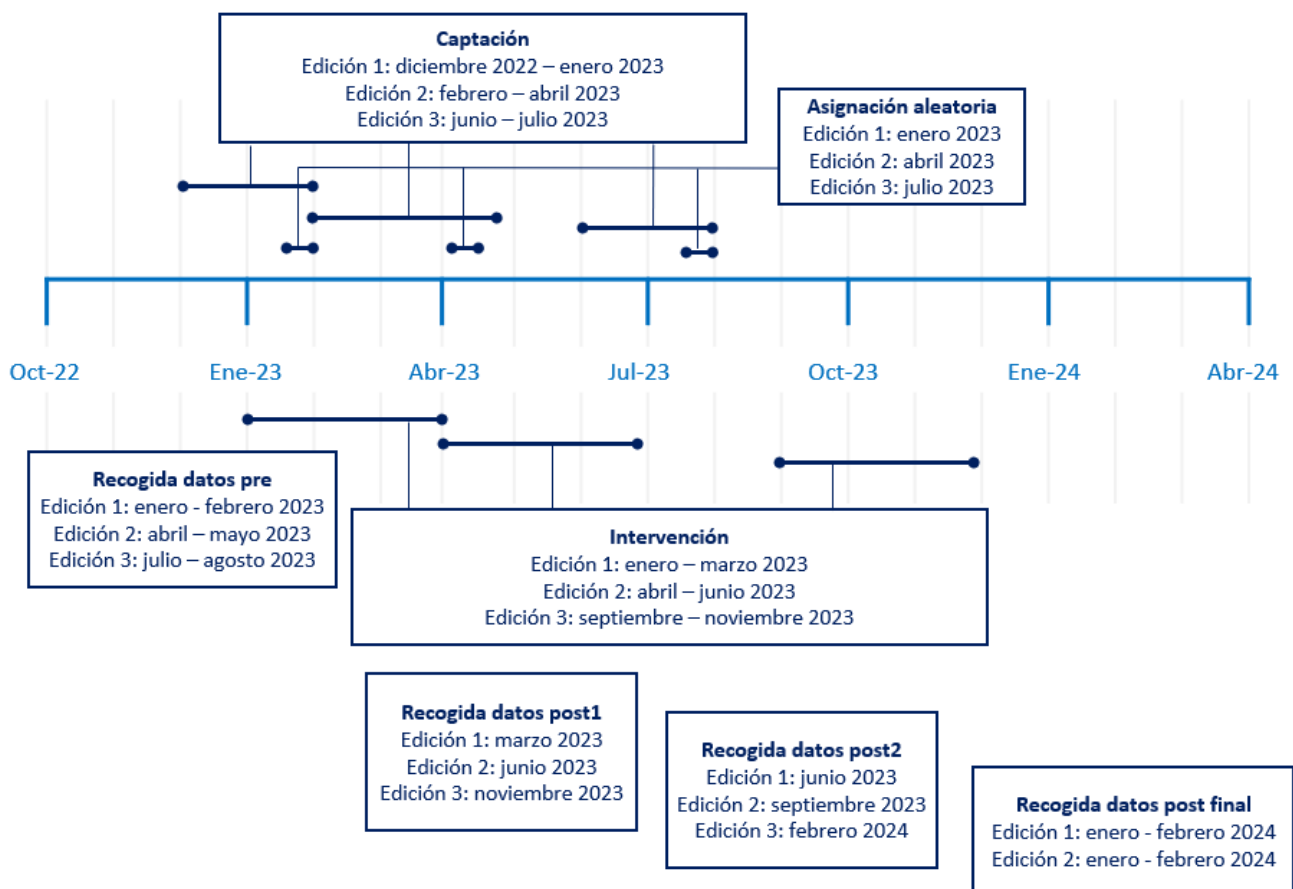 Captación
Edición 1: diciembre 2022 – enero 2023
Edición 2: febrero – abril 2023
Edición 3: junio – julio 2023
Asignación aleatoria
Edición 1: enero 2023
Edición 2: abril 2023
Edición 3: julio 2023
Oct-22
Ene-23
Abr-23
Jul-23
Oct-23
Ene-24
Abr-24
Recogida datos pre
Edición 1: enero - febrero 2023
Edición 2: abril – mayo 2023
Edición 3: julio – agosto 2023
Intervención
Edición 1: enero – marzo 2023
Edición 2: abril – junio 2023
Edición 3: septiembre – noviembre 2023
Recogida datos post1
Edición 1: marzo 2023
Edición 2: junio 2023
Edición 3: noviembre 2023
Recogida datos post2
Edición 1: junio 2023
Edición 2: septiembre 2023
Edición 3: febrero 2024
Recogida datos post final
Edición 1: enero - febrero 2024
Edición 2: enero - febrero 2024